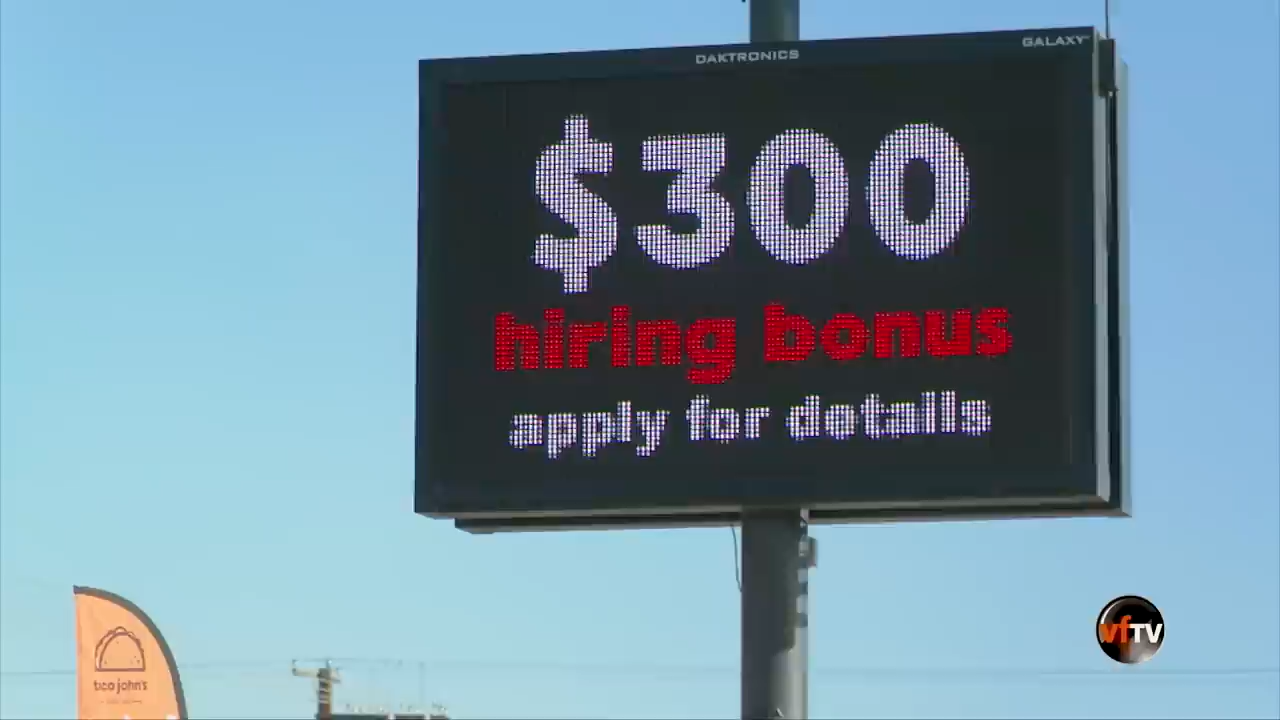 DAKTRONICS
GALAXY
$300
hiring bonus
apply for details
taco john's
vfTV